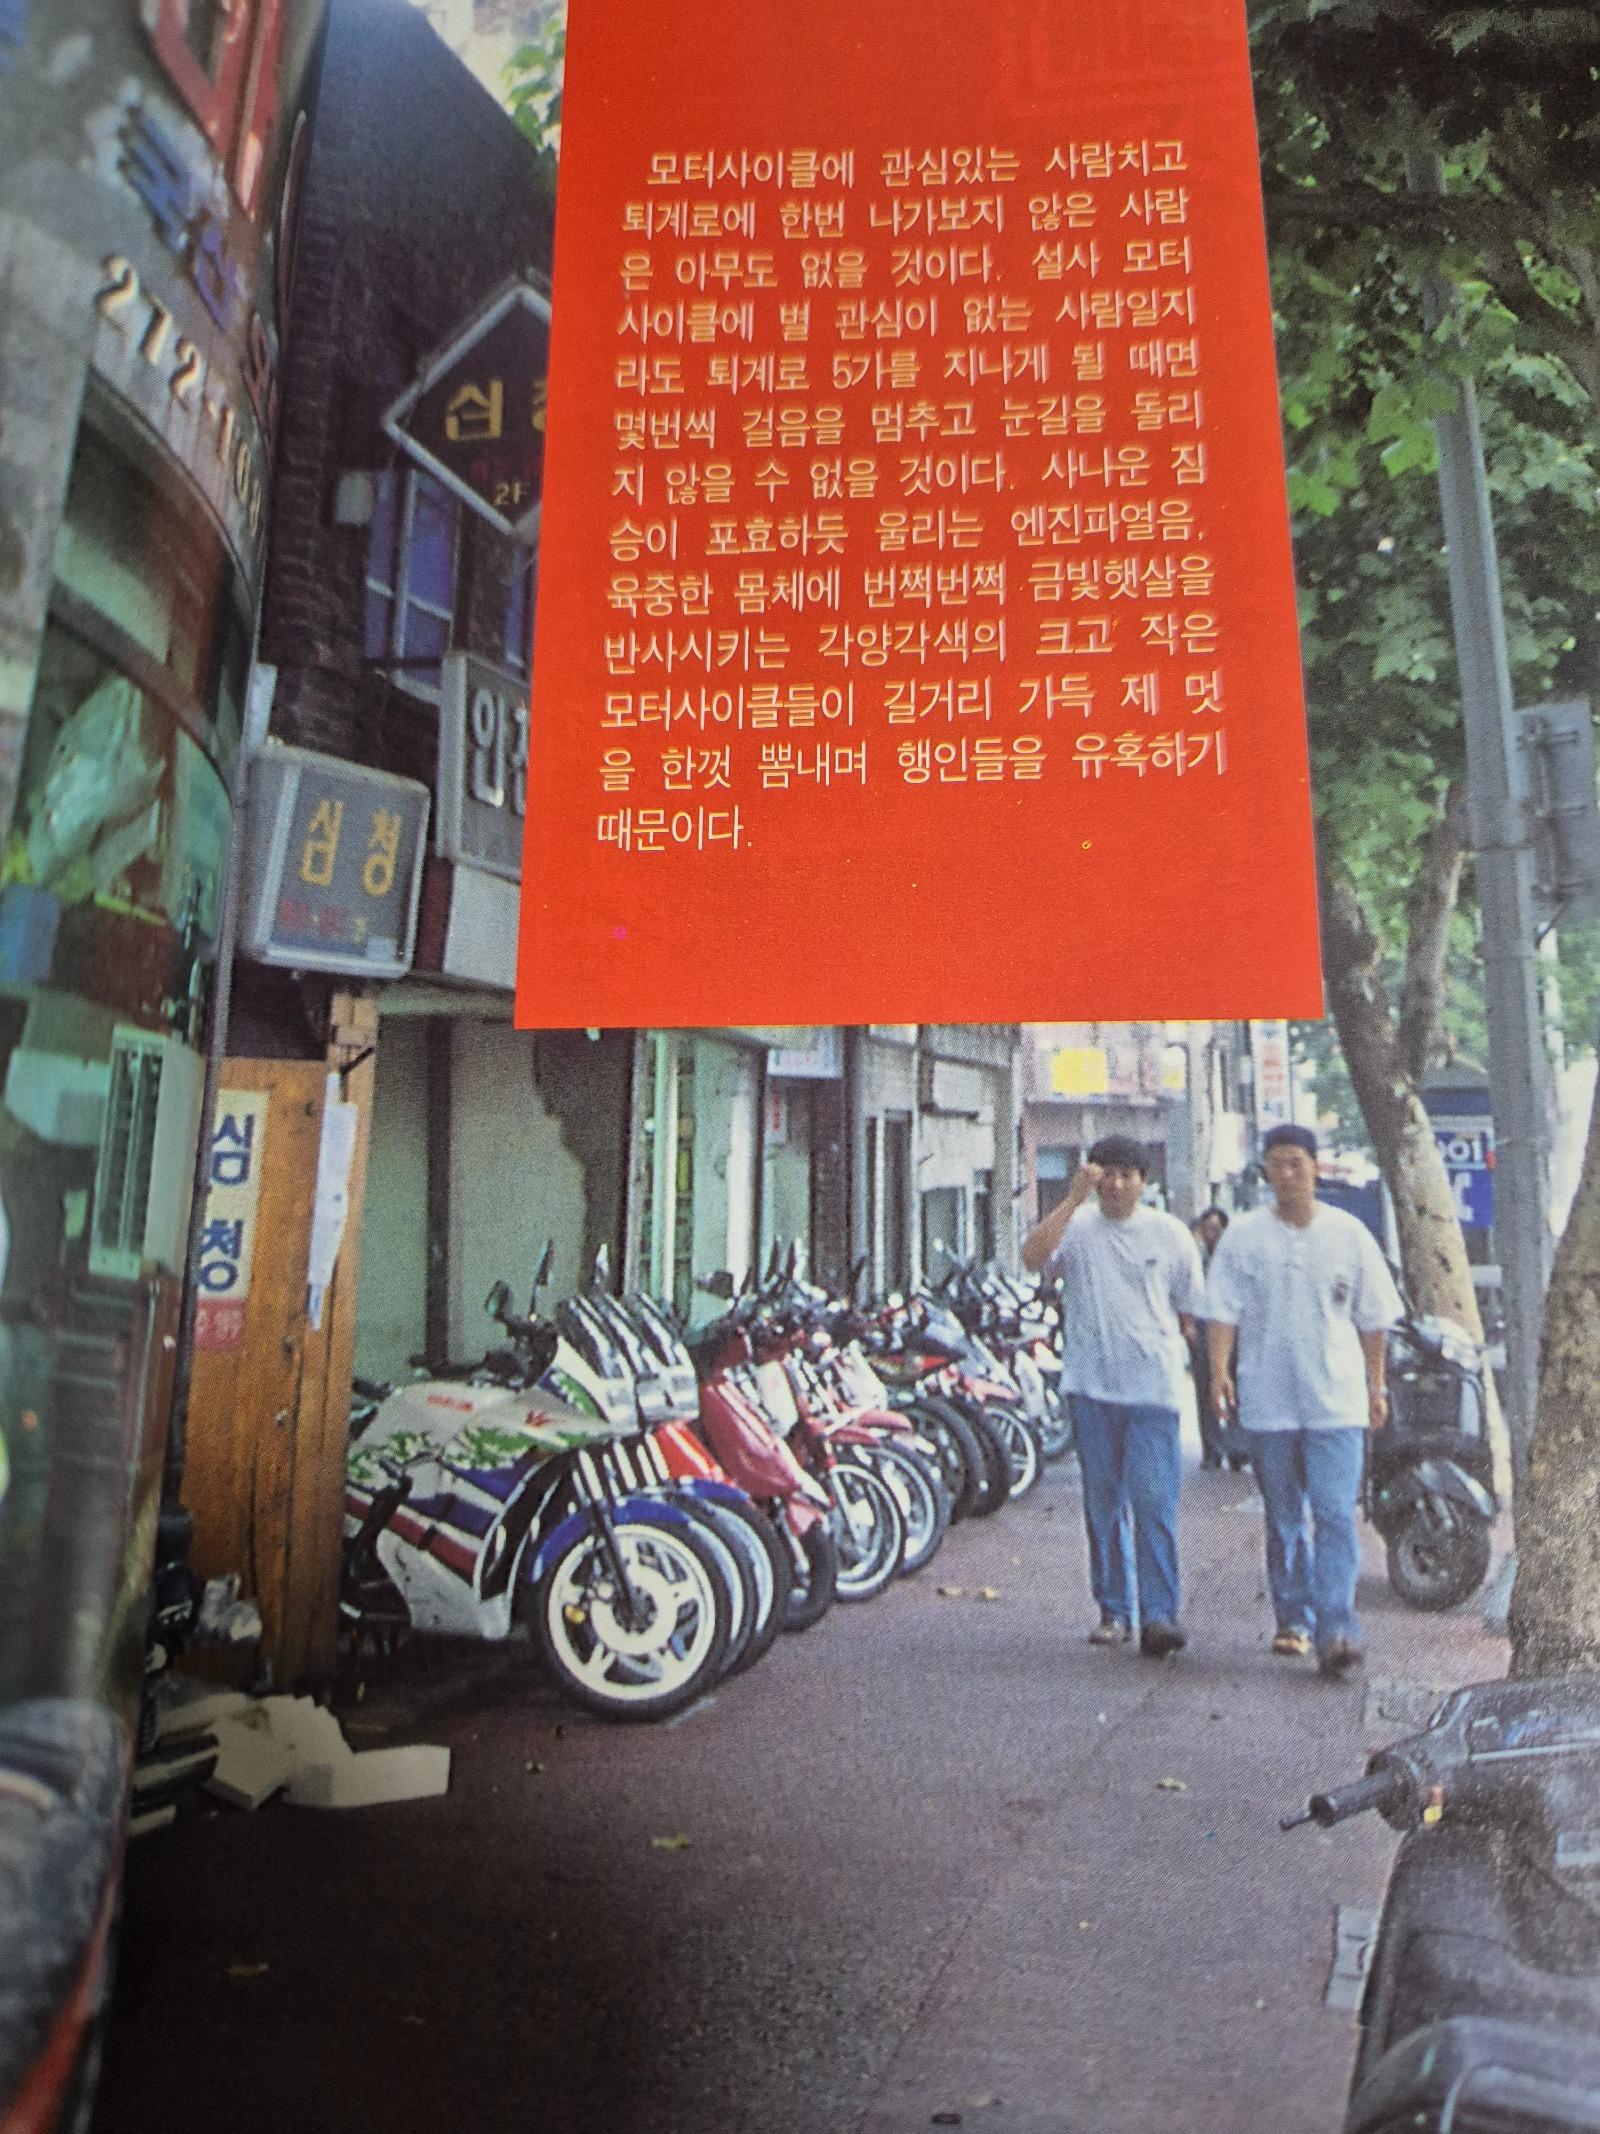 모터사이클에 관심있는 사람치고
퇴계로에 한번 나가보지 않은 사람
은 아무도 없을 것이다. 설사 모터
사이클에 별 관심이 없는 사람일지
라도 퇴계로 5가를 지나게 될 때면
몇번씩 걸음을 멈추고 눈길을 돌리
지 않을 수 없을 것이다. 사나운 짐
승이 포효하듯 울리는 엔진파열음,
육중한 몸체에 번쩍번쩍 금빛햇살을
반사시키는 각양각색의 크고 작은
모터사이클들이 길거리 가득 제 멋
을 한껏 뽐내며 행인들을 유혹하기
때문이다.
심
2F
심청
심
청